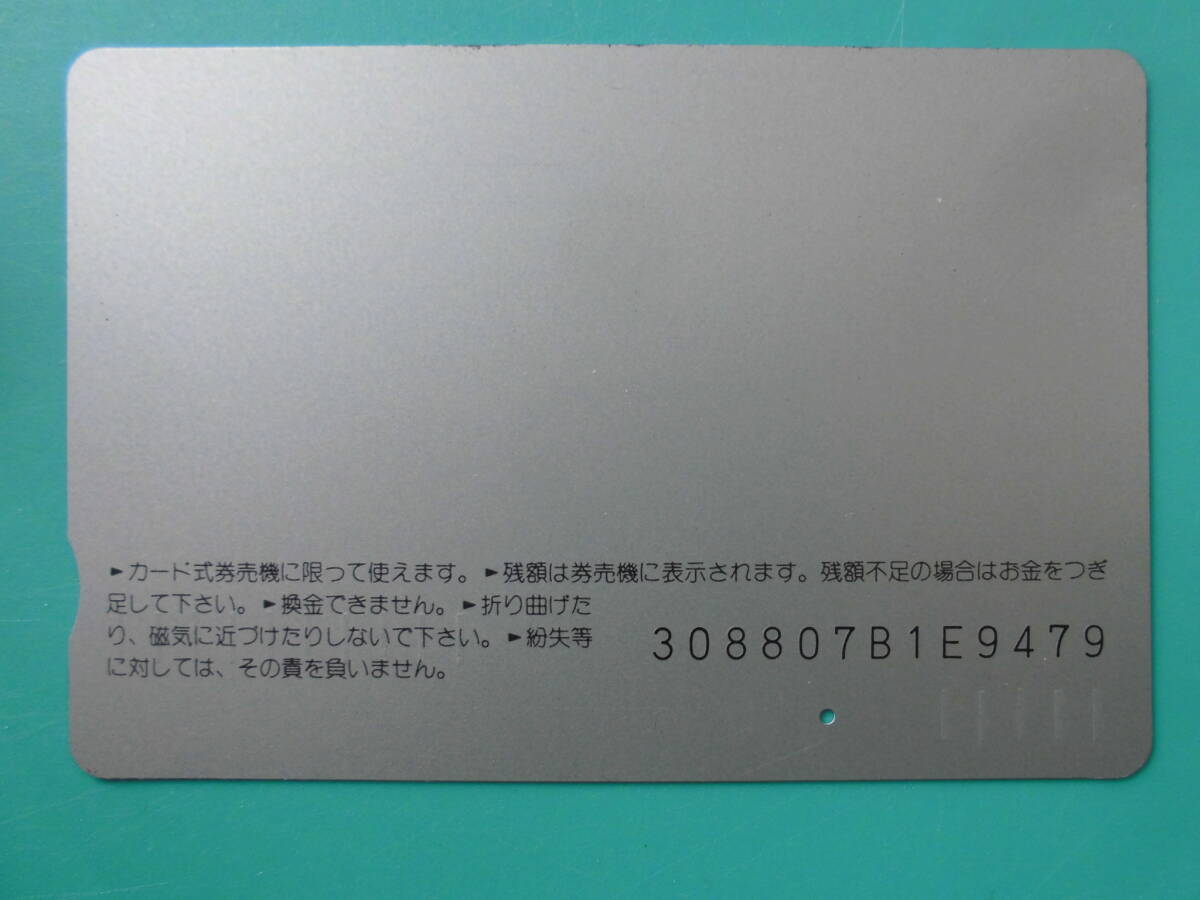 ►カード式券売機に限って使えます。►残額は券売機に表示されます。残額不足の場合はお金をつぎ
足して下さい。►換金できません。►折り曲げた
り、磁気に近づけたりしないで下さい。►紛失等
に対しては、その責を負いません。
308807B1E9479